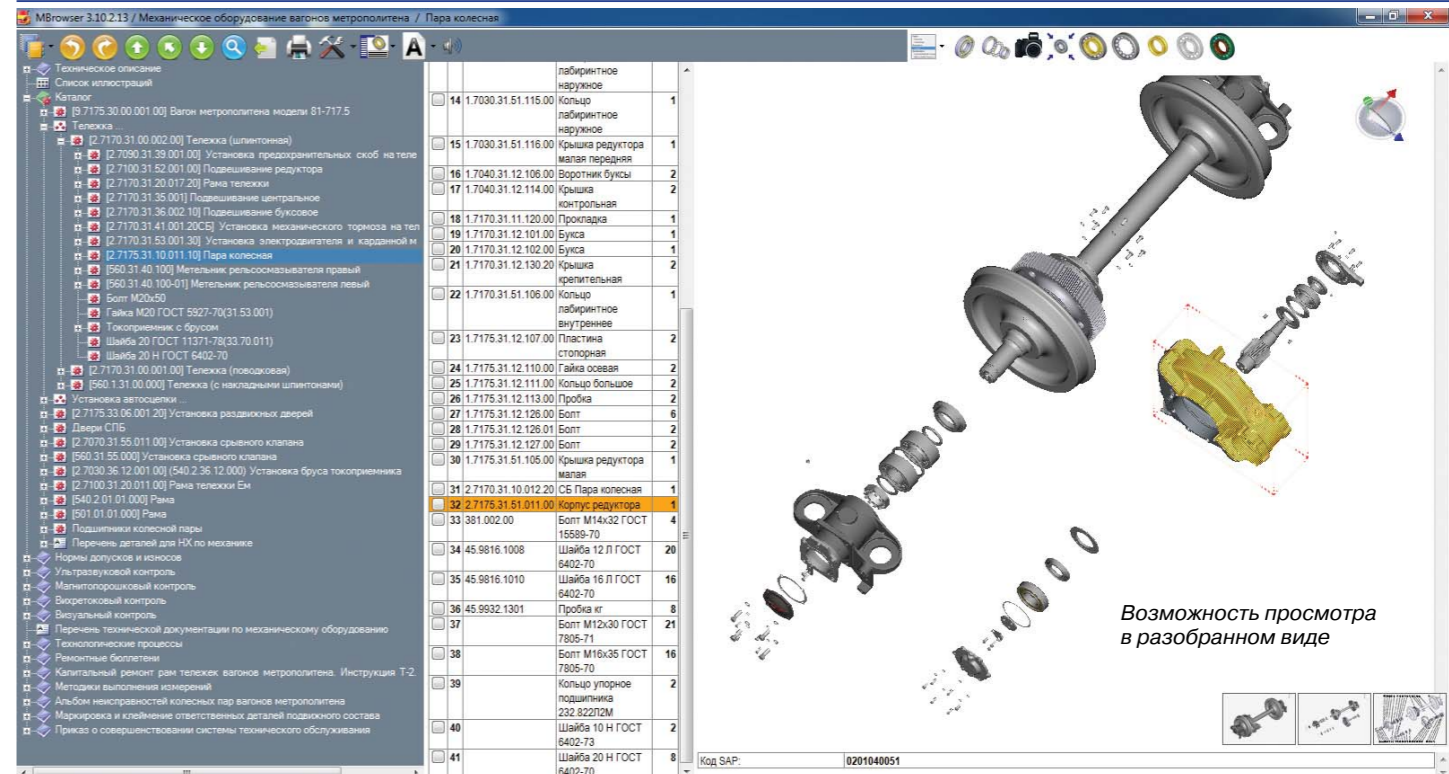 MBrowser 3.10.2.13 / Механическое оборудование вагонов метрополитена / Пара колесная
A
Техническое описание
Список иллюстраций
Каталог
[9.7175.30.00.001.00] Вагон метрополитена модели 81-717.5
Тележка ...
[2.7170.31.00.002.00] Тележка (шпинтонная)
[2.7090.31.39.001.00] Установка предохранительных скоб на теле
[2.7100.31.52.001.00] Подвешивание редуктора
[2.7170.31.20.017.20] Рама тележки
[2.7170.31.35.001] Подвешивание центральное
[2.7170.31.36.002.10] Подвешивание буксовое
[2.7170.31.41.001.20СБ] Установка механического тормоза на тел
[2.7170.31.53.001.30] Установка электродвигателя и карданной м
[2.7175.31.10.011.10] Пара колесная
[560.31.40.100] Метельник рельсосмазывателя правый
[560.31.40.100-01] Метельник рельсосмазывателя левый
Болт М20х50
Гайка М20 ГОСТ 5927-70(31.53.001)
Токоприемник с брусом
Шайба 20 ГОСТ 11371-78(33.70.011)
Шайба 20 Н ГОСТ 6402-70
[2.7170.31.00.001.00] Тележка (поводковая)
[560.1.31.00.000] Тележка (с накладными шпинтонами)
Установка автосцепки ...
[2.7175.33.06.001.20] Установка раздвижных дверей
Двери СПБ
[2.7070.31.55.011.00] Установка срывного клапана
[560.31.55.000] Установка срывного клапана
[2.7030.36.12.001.00] (540.2.36.12.000) Установка бруса токоприемника
[2.7100.31.20.011.00] Рама тележки Ем
[540.2.01.01.000] Рама
[501.01.01.000] Рама
Подшипники колесной пары
Перечень деталей для НХ по механике
Нормы допусков и износов
Ультразвуковой контроль
Магнитопорошковый контроль
Вихретоковый контроль
Визуальный контроль
Перечень технической документации по механическому оборудованию
Технологические процессы
Ремонтные бюллетени
Капитальный ремонт рам тележек вагонов метрополитена. Инструкция Т-2.
Методики выполнения измерений
Альбом неисправностей колесных пар вагонов метрополитена
Маркировка и клеймение ответственных деталей подвижного состава
Приказ о совершенствовании системы технического обслуживания
лабиринтное
наружное
14 1.7030.31.51.115.00 Кольцо 1
лабиринтное
наружное
15 1.7030.31.51.116.00 Крышка редуктора 1
малая передняя
16 1.7040.31.12.106.00 Воротник буксы 2
17 1.7040.31.12.114.00 Крышка 2
контрольная
18 1.7170.31.11.120.00 Прокладка 1
19 1.7170.31.12.101.00 Букса 1
20 1.7170.31.12.102.00 Букса 1
21 1.7170.31.12.130.20 Крышка 2
крепительная
22 1.7170.31.51.106.00 Кольцо 1
лабиринтное
внутреннее
23 1.7175.31.12.107.00 Пластина 2
стопорная
24 1.7175.31.12.110.00 Гайка осевая 2
25 1.7175.31.12.111.00 Кольцо большое 2
26 1.7175.31.12.113.00 Пробка 2
27 1.7175.31.12.126.00 Болт 6
28 1.7175.31.12.126.01 Болт 2
29 1.7175.31.12.127.00 Болт 2
30 1.7175.31.51.105.00 Крышка редуктора 1
малая
31 2.7170.31.10.012.20 СБ Пара колесная 1
32 2.7175.31.51.011.00 Корпус редуктора 1
33 381.002.00 Болт М14х32 ГОСТ 4
15589-70
34 45.9816.1008 Шайба 12 Л ГОСТ 20
6402-70
35 45.9816.1010 Шайба 16 Л ГОСТ 16
6402-70
36 45.9932.1301 Пробка кг 8
37 Болт М12х30 ГОСТ 21
7805-71
38 Болт М16х35 ГОСТ 16
7805-70
39 Кольцо упорное 2
подшипника
232.822Л2М
40 Шайба 10 Н ГОСТ 2
6402-73
41 Шайба 20 Н ГОСТ 8
6402-70
Возможность просмотра
в разобранном виде
Код SAP: 0201040051